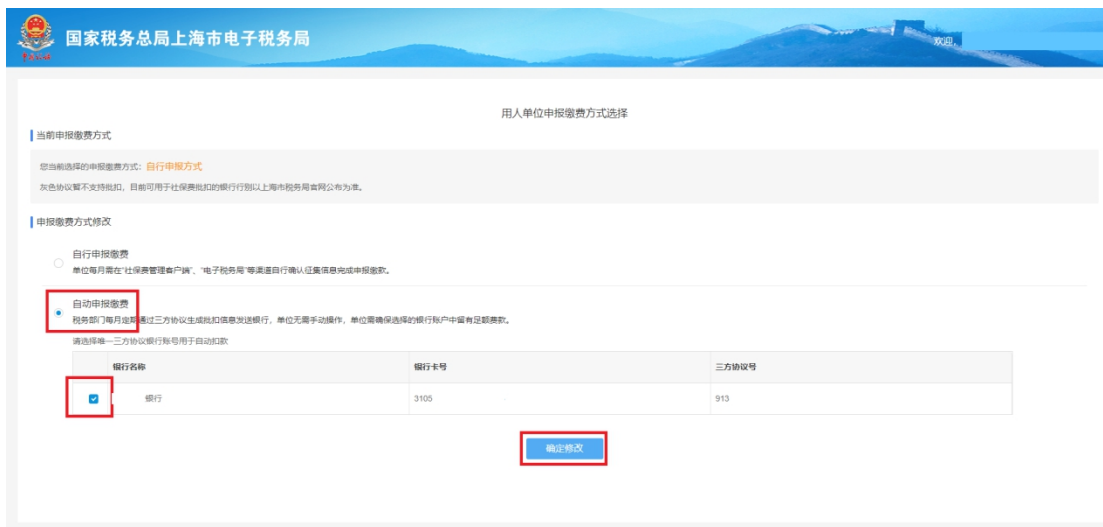 国家税务总局上海市电子税务局
欢迎,
用人单位申报缴费方式选择
当前申报缴费方式
您当前选择的申报缴费方式：自行申报方式
灰色协议暂不支持批扣，目前可用于社保费批扣的银行行别以上海市税务局官网公布为准。
申报缴费方式修改
自行申报缴费
单位每月需在“社保费管理客户端”、“电子税务局”等渠道自行确认征集信息完成申报缴款。
自动申报缴费
税务部门每月定期通过三方协议生成批扣信息发送银行，单位无需手动操作，单位需确保选择的银行账户中留有足额费款。
请选择唯一三方协议银行账号用于自动扣款
银行名称 银行卡号 三方协议号
银行 3105 913
确定修改